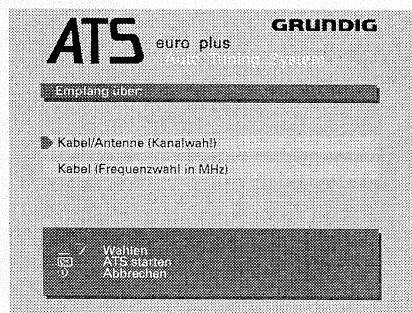 ATS euro plus
GRUNDIG
Auto Tuning System
Empfang über:
Kabel/Antenne (Kanalwahl)
Kabel (Frequenzwahl in MHz)
Wählen
ATS starten
Abbrechen